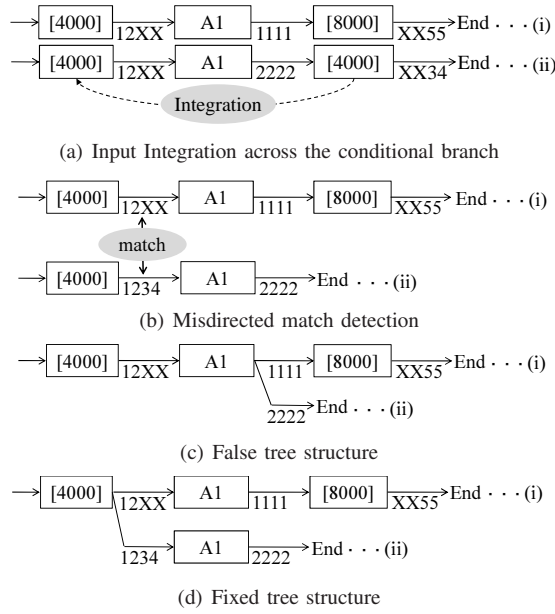 [4000] 12XX A1 1111 [8000] XX55 End · · · (i)
[4000] 12XX A1 2222 [4000] XX34 End · · · (ii)
Integration
(a) Input Integration across the conditional branch
[4000] 12XX A1 1111 [8000] XX55 End · · · (i)
match
[4000] 1234 A1 2222 End · · · (ii)
(b) Misdirected match detection
[4000] 12XX A1 1111 [8000] XX55 End · · · (i)
2222 End · · · (ii)
(c) False tree structure
[4000] 12XX A1 1111 [8000] XX55 End · · · (i)
1234 A1 2222 End · · · (ii)
(d) Fixed tree structure